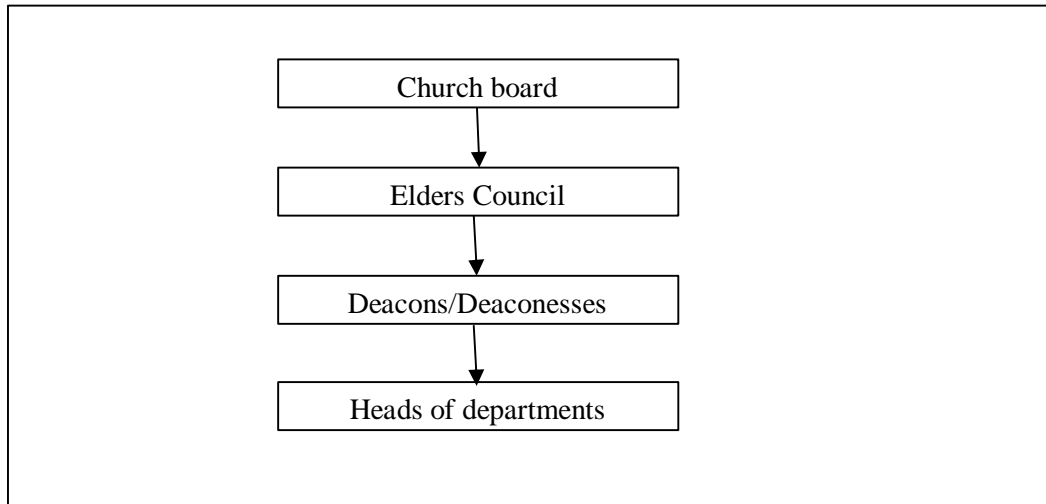 Church board
Elders Council
Deacons/Deaconesses
Heads of departments